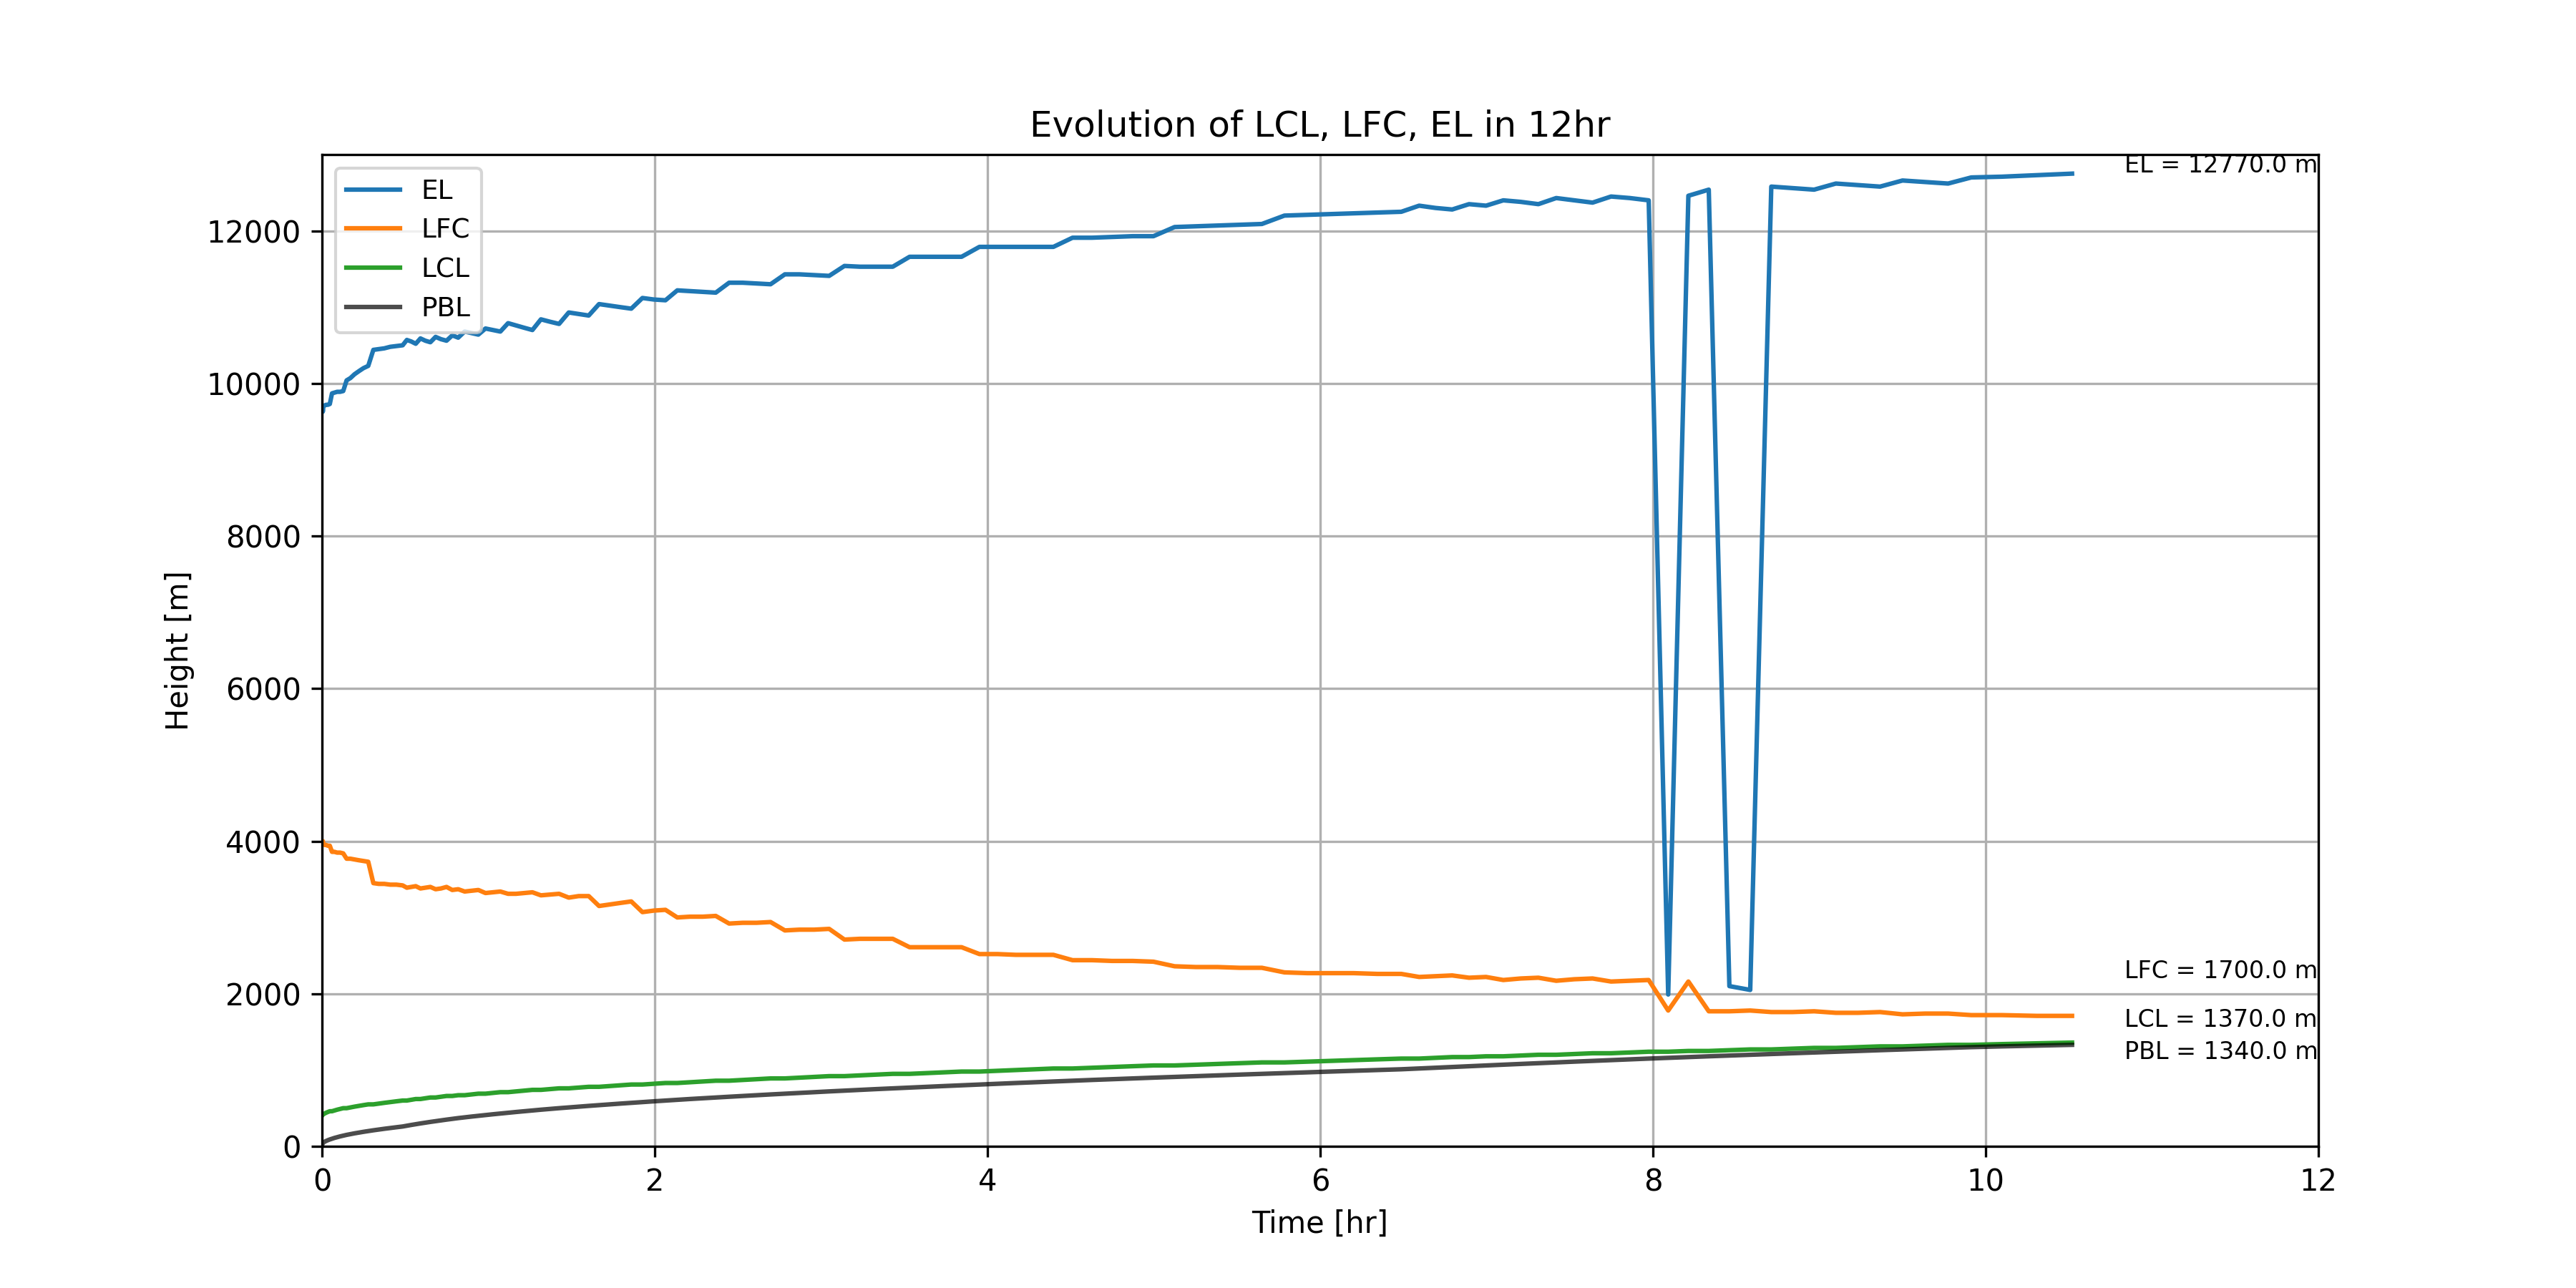 Evolution of LCL, LFC, EL in 12hr
EL
LFC
LCL
PBL
EL = 12770.0 m
LFC = 1700.0 m
LCL = 1370.0 m
PBL = 1340.0 m
Height [m]
12000
10000
8000
6000
4000
2000
0
0 2 4 6 8 10 12
Time [hr]